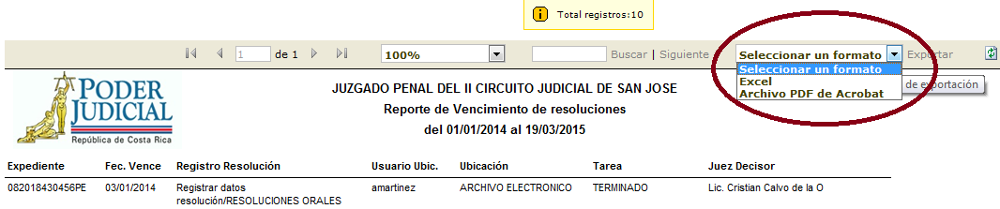 Total registros:10
1 de 1 100% Buscar | Siguiente Seleccionar un formato Exportar
Seleccionar un formato
Excel
Archivo PDF de Acrobat
de exportación
PODER
JUDICIAL
República de Costa Rica
JUZGADO PENAL DEL II CIRCUITO JUDICIAL DE SAN JOSE
Reporte de Vencimiento de resoluciones
del 01/01/2014 al 19/03/2015
Expediente Fec. Vence Registro Resolución Usuario Ubic. Ubicación Tarea Juez Decisor
082018430456PE 03/01/2014 Registrar datos amartinez ARCHIVO ELECTRONICO TERMINADO Lic. Cristian Calvo de la O
resolución/RESOLUCIONES ORALES